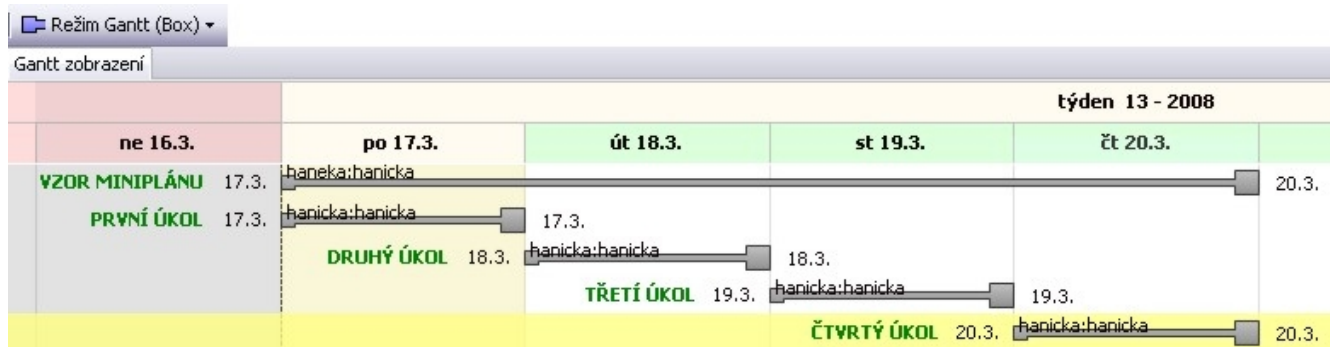 Režim Gantt (Box)
Gantt zobrazení
týden 13 - 2008
ne 16.3. po 17.3. út 18.3. st 19.3. čt 20.3.
VZOR MINIPLÁNU 17.3. haneka:hanicka 20.3.
PRVNÍ ÚKOL 17.3. hanicka:hanicka 17.3.
DRUHÝ ÚKOL 18.3. hanicka:hanicka 18.3.
TŘETÍ ÚKOL 19.3. hanicka:hanicka 19.3.
ČTVRTÝ ÚKOL 20.3. hanicka:hanicka 20.3.